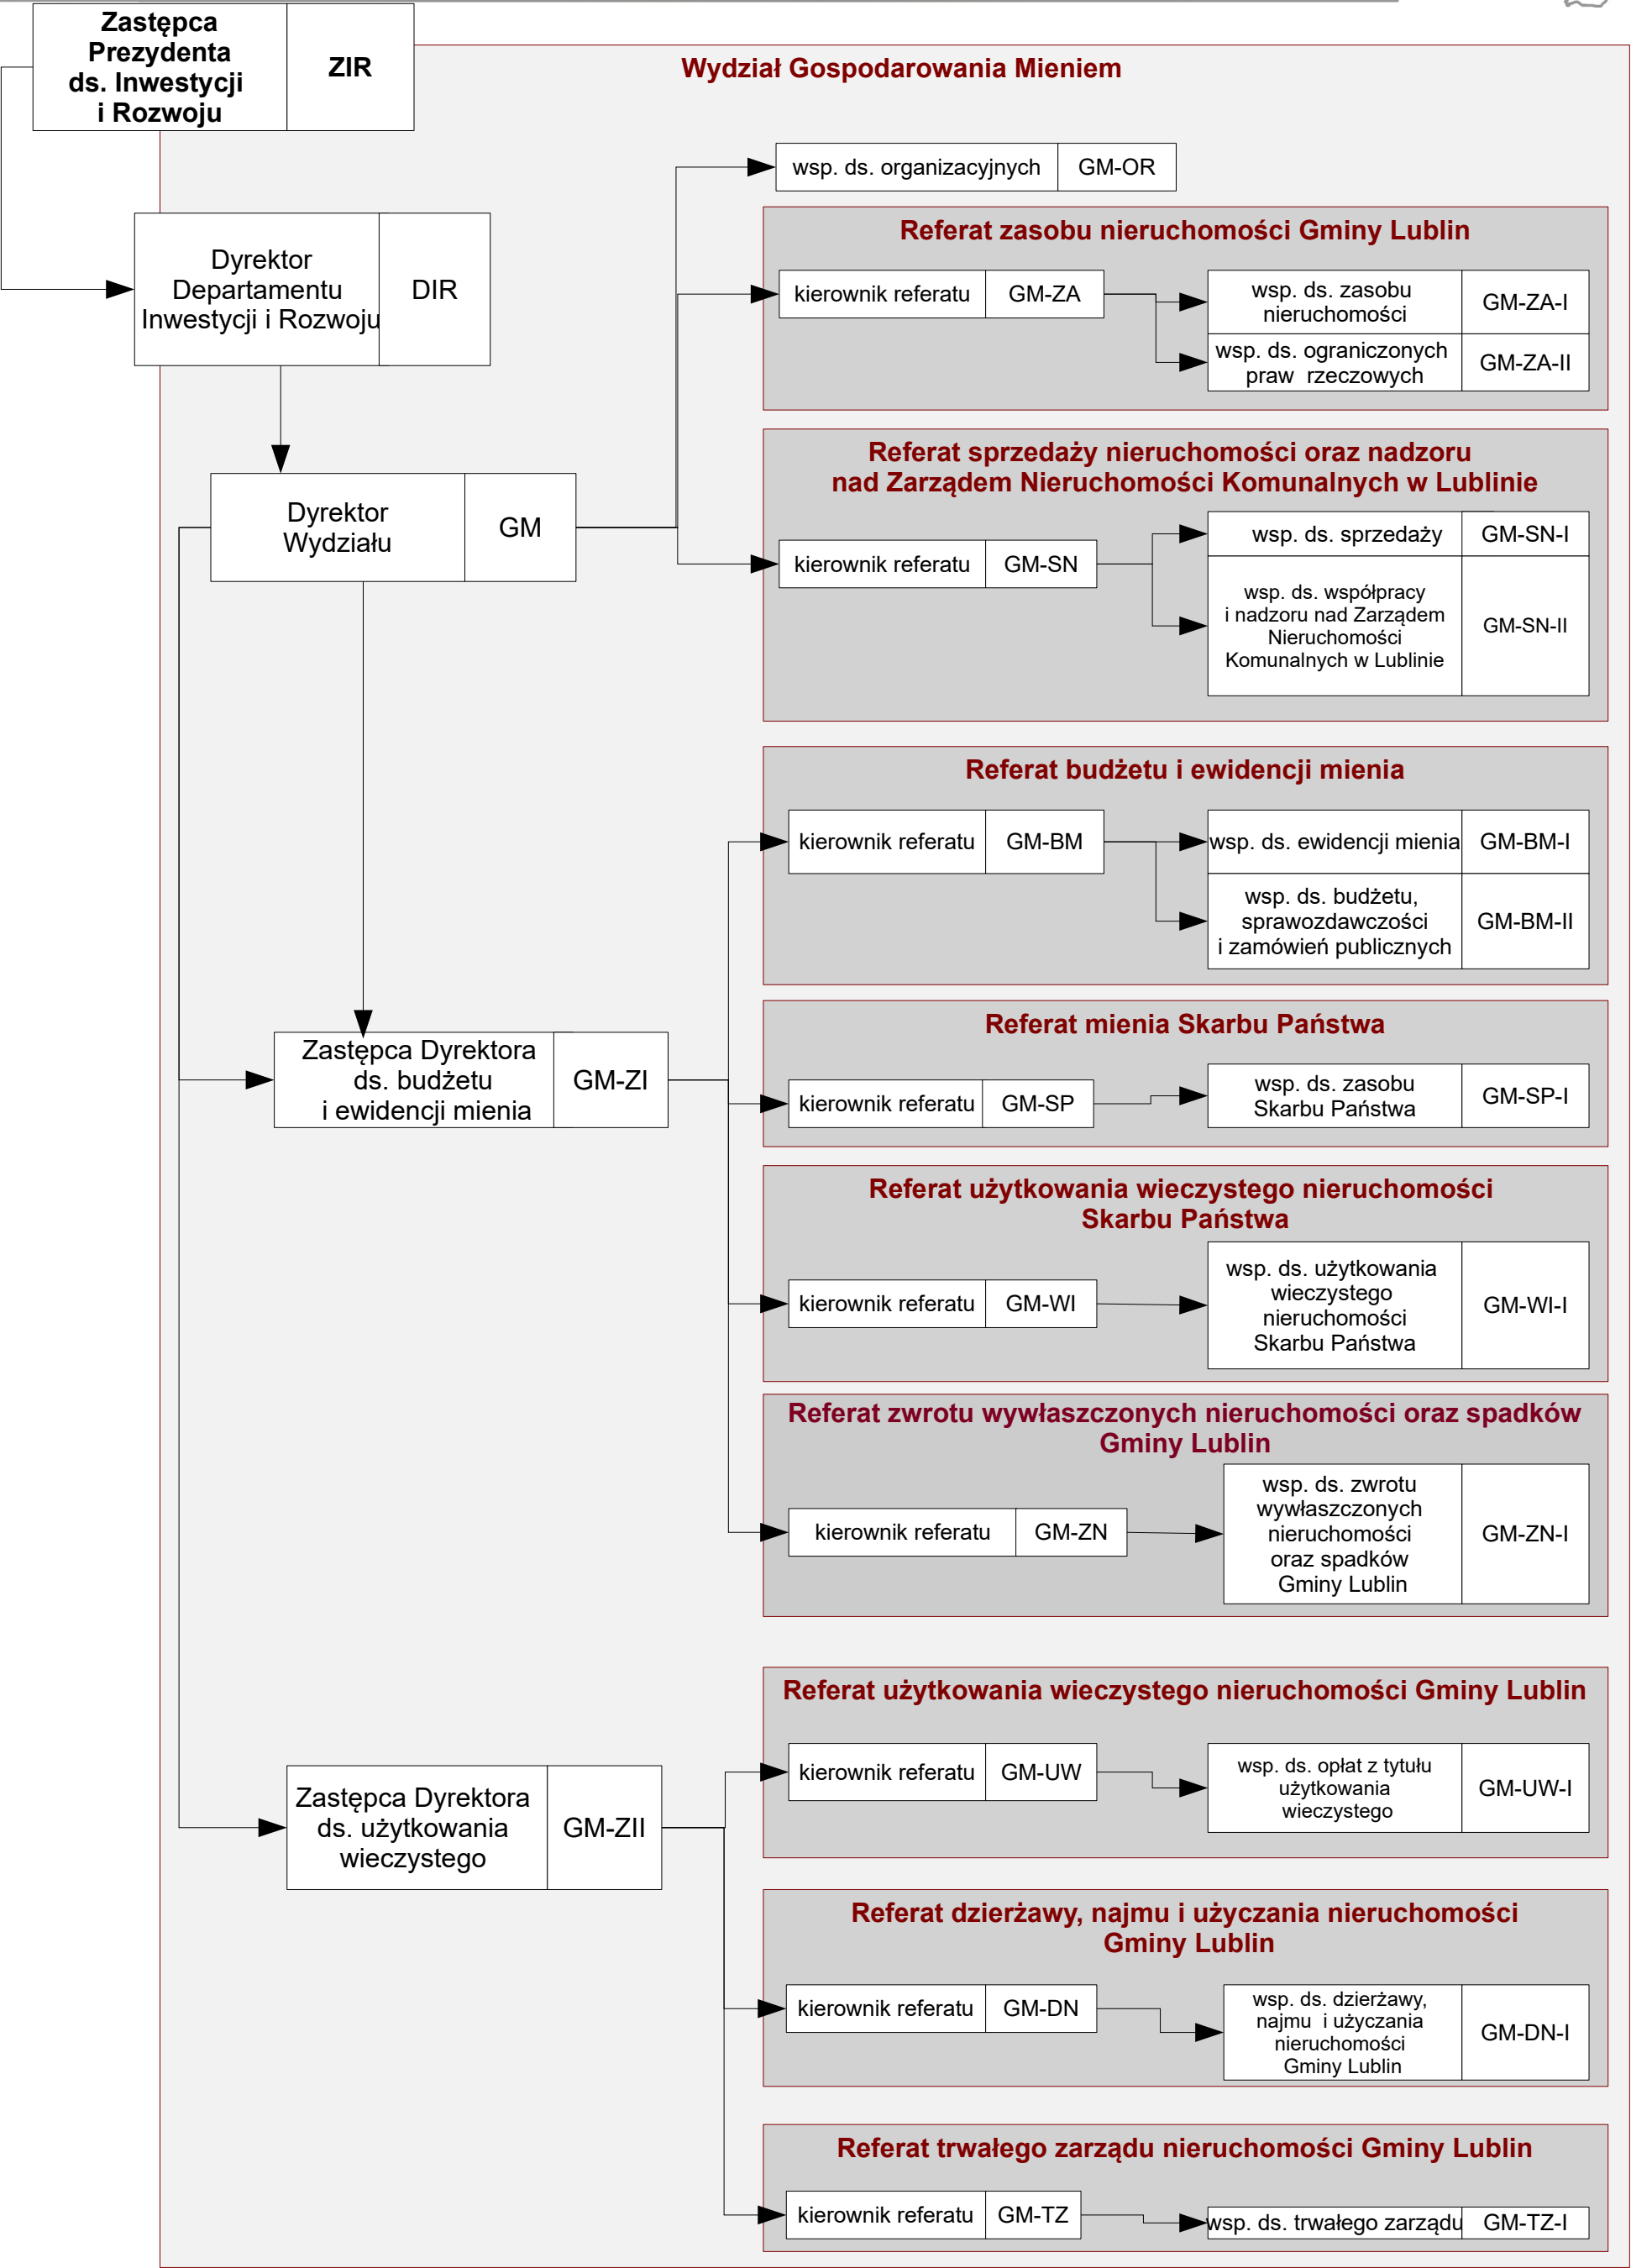 Zastępca
Prezydenta
ds. Inwestycji
i Rozwoju
ZIR
Wydział Gospodarowania Mieniem
wsp. ds. organizacyjnych
GM-OR
Dyrektor
Departamentu
Inwestycji i Rozwoju
DIR
Referat zasobu nieruchomości Gminy Lublin
kierownik referatu
GM-ZA
wsp. ds. zasobu
nieruchomości
GM-ZA-I
wsp. ds. ograniczonych
praw rzeczowych
GM-ZA-II
Dyrektor
Wydziału
GM
Referat sprzedaży nieruchomości oraz nadzoru
nad Zarządem Nieruchomości Komunalnych w Lublinie
kierownik referatu
GM-SN
wsp. ds. sprzedaży
GM-SN-I
wsp. ds. współpracy
i nadzoru nad Zarządem
Nieruchomości
Komunalnych w Lublinie
GM-SN-II
Referat budżetu i ewidencji mienia
kierownik referatu
GM-BM
wsp. ds. ewidencji mienia
GM-BM-I
wsp. ds. budżetu,
sprawozdawczości
i zamówień publicznych
GM-BM-II
Zastępca Dyrektora
ds. budżetu
i ewidencji mienia
GM-ZI
Referat mienia Skarbu Państwa
kierownik referatu
GM-SP
wsp. ds. zasobu
Skarbu Państwa
GM-SP-I
Referat użytkowania wieczystego nieruchomości
Skarbu Państwa
kierownik referatu
GM-WI
wsp. ds. użytkowania
wieczystego
nieruchomości
Skarbu Państwa
GM-WI-I
Referat zwrotu wywłaszczonych nieruchomości oraz spadków
Gminy Lublin
kierownik referatu
GM-ZN
wsp. ds. zwrotu
wywłaszczonych
nieruchomości
oraz spadków
Gminy Lublin
GM-ZN-I
Zastępca Dyrektora
ds. użytkowania
wieczystego
GM-ZII
Referat użytkowania wieczystego nieruchomości Gminy Lublin
kierownik referatu
GM-UW
wsp. ds. opłat z tytułu
użytkowania
wieczystego
GM-UW-I
Referat dzierżawy, najmu i użyczania nieruchomości
Gminy Lublin
kierownik referatu
GM-DN
wsp. ds. dzierżawy,
najmu i użyczania
nieruchomości
Gminy Lublin
GM-DN-I
Referat trwałego zarządu nieruchomości Gminy Lublin
kierownik referatu
GM-TZ
wsp. ds. trwałego zarządu
GM-TZ-I